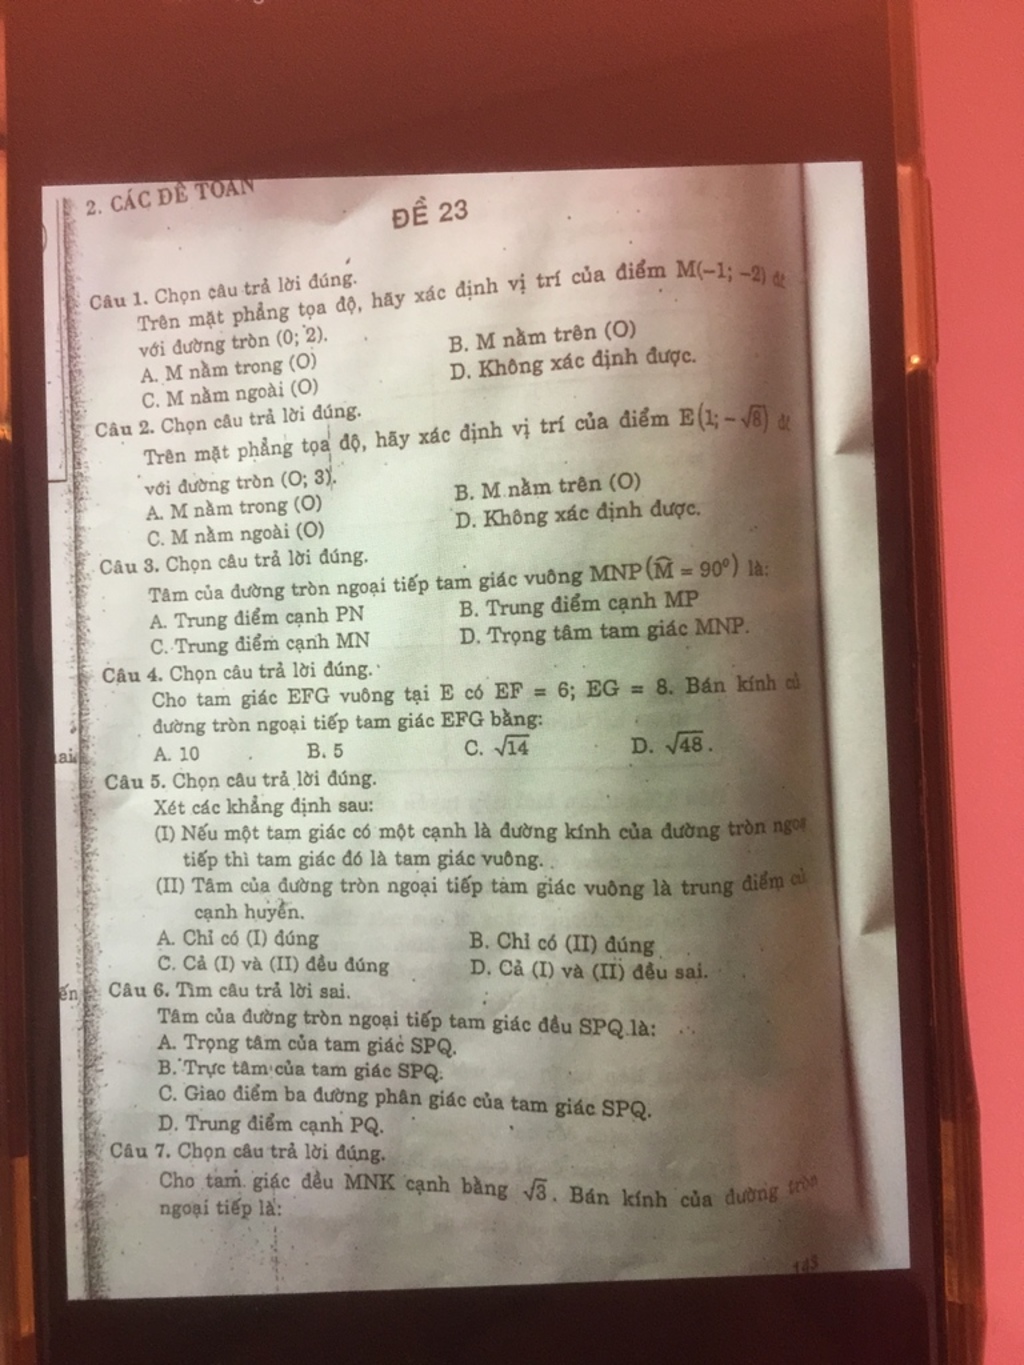 2. CÁC ĐỀ TOÁN
ĐỀ 23
Câu 1. Chọn câu trả lời đúng.
Trên mặt phẳng tọa độ, hãy xác định vị trí của điểm M(–1; –2)
với đường tròn (0; 2).
A. M nằm trong (O) B. M nằm trên (O)
C. M nằm ngoài (O) D. Không xác định được.
Câu 2. Chọn câu trả lời đúng.
Trên mặt phẳng tọa độ, hãy xác định vị trí của điểm E(1; –√8)
với đường tròn (O; 3).
A. M nằm trong (O) B. M nằm trên (O)
C. M nằm ngoài (O) D. Không xác định được.
Câu 3. Chọn câu trả lời đúng.
Tâm của đường tròn ngoại tiếp tam giác vuông MNP (M̂ = 90°) là:
A. Trung điểm cạnh PN B. Trung điểm cạnh MP
C. Trung điểm cạnh MN D. Trọng tâm tam giác MNP.
Câu 4. Chọn câu trả lời đúng.
Cho tam giác EFG vuông tại E có EF = 6; EG = 8. Bán kính
đường tròn ngoại tiếp tam giác EFG bằng:
A. 10 B. 5 C. √14 D. √48.
Câu 5. Chọn câu trả lời đúng.
Xét các khẳng định sau:
(I) Nếu một tam giác có một cạnh là đường kính của đường tròn
tiếp thì tam giác đó là tam giác vuông.
(II) Tâm của đường tròn ngoại tiếp tam giác vuông là trung điểm
cạnh huyền.
A. Chỉ có (I) đúng B. Chỉ có (II) đúng
C. Cả (I) và (II) đều đúng D. Cả (I) và (II) đều sai.
Câu 6. Tìm câu trả lời sai.
Tâm của đường tròn ngoại tiếp tam giác đều SPQ là:
A. Trọng tâm của tam giác SPQ.
B. Trực tâm của tam giác SPQ.
C. Giao điểm ba đường phân giác của tam giác SPQ.
D. Trung điểm cạnh PQ.
Câu 7. Chọn câu trả lời đúng.
Cho tam giác đều MNK cạnh bằng √3. Bán kính của đường tròn
ngoại tiếp là:
143